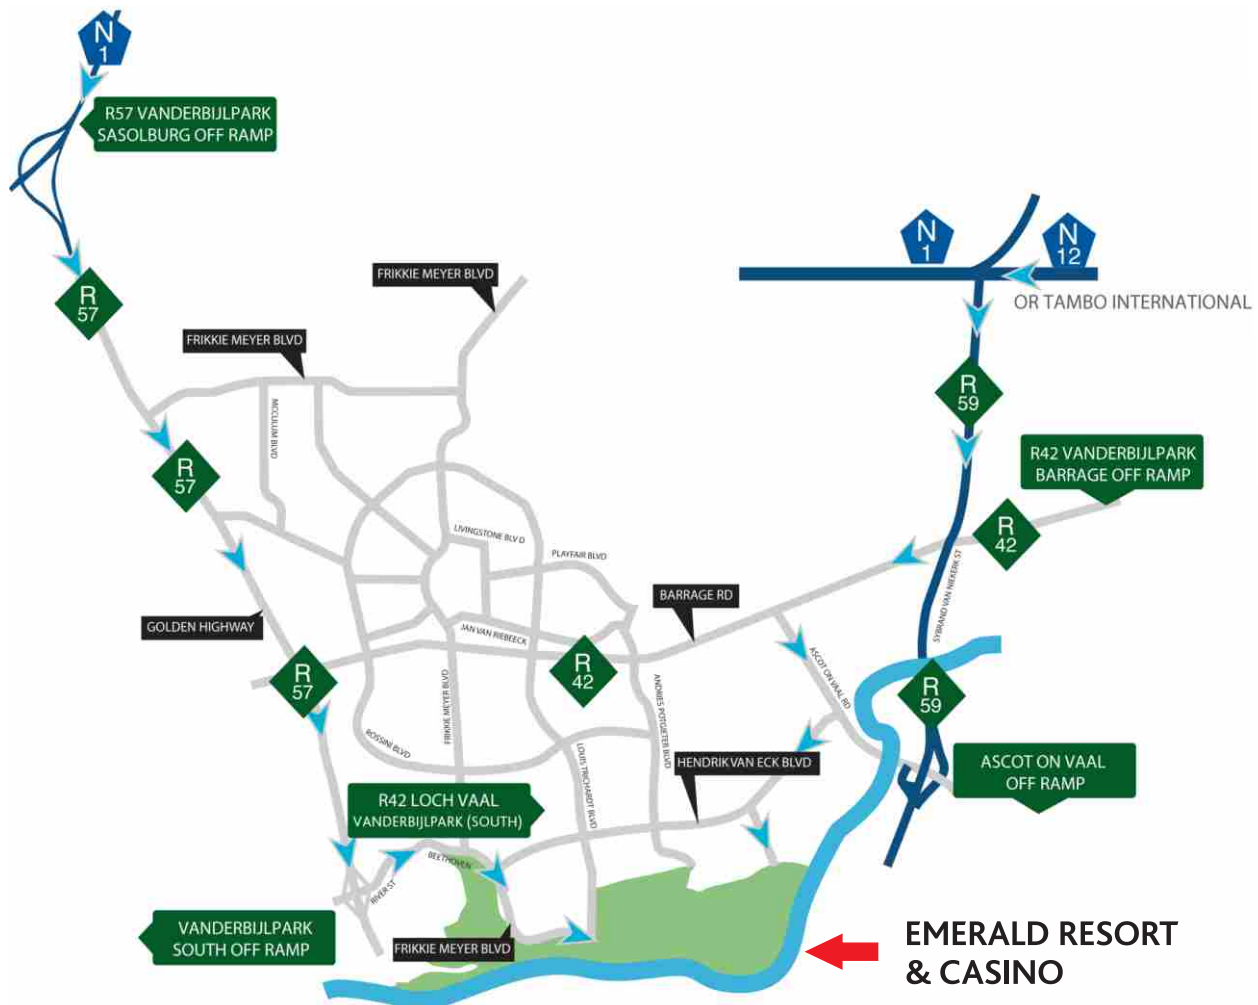 N
1
R57 VANDERBIJLPARK
SASOLBURG OFF RAMP
N
1
N
12
OR TAMBO INTERNATIONAL
R
57
FRIKKIE MEYER BLVD
FRIKKIE MEYER BLVD
R
59
MCCULUM BLVD
R
57
R42 VANDERBIJLPARK
BARRAGE OFF RAMP
R
42
LIVINGSTONE BLV D
PLAYFAIR BLVD
SYBRAND VAN NIEKERK ST
BARRAGE RD
GOLDEN HIGHWAY
JAN VAN RIEBEECK
R
57
R
42
ASCOT ON VAAL RD
R
59
FRIKKIE MEYER BLVD
ANDRIES POTGIETER BLVD
ROSSINI BLVD
LOUIS TRICHARDT BLVD
HENDRIK VAN ECK BLVD
ASCOT ON VAAL
OFF RAMP
R42 LOCH VAAL
VANDERBIJLPARK (SOUTH)
BEETHOVEN
RIVER ST
VANDERBIJLPARK
SOUTH OFF RAMP
FRIKKIE MEYER BLVD
EMERALD RESORT
& CASINO